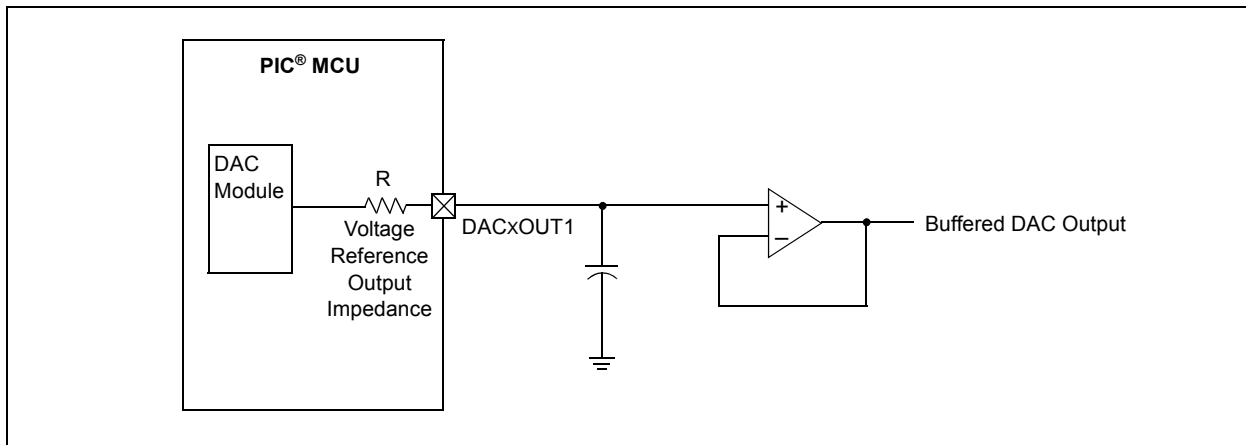 PIC® MCU
DAC
Module
R
Voltage
Reference
Output
Impedance
DACxOUT1
+
–
Buffered DAC Output